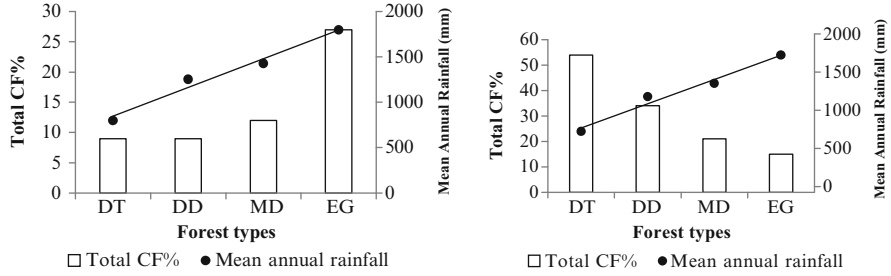 30
25
20
15
10
5
0
Total CF%
2000
1500
1000
500
0
Mean Annual Rainfall (mm)
DT DD MD EG
Forest types
Total CF% Mean annual rainfall
60
50
40
30
20
10
0
Total CF%
2000
1500
1000
500
0
Mean Annual Rainfall (mm)
DT DD MD EG
Forest types
Total CF% Mean annual rainfall